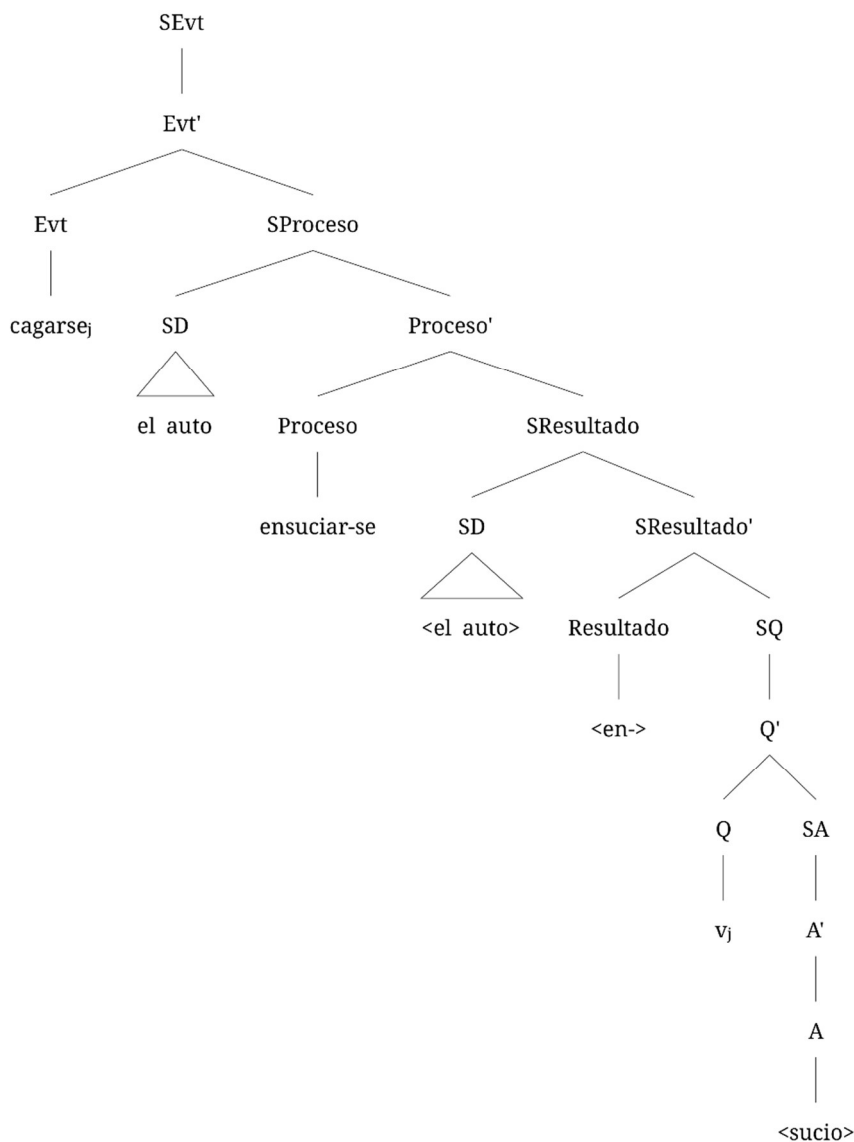 SEvt
Evt'
Evt SProceso
cagarseⱼ SD Proceso'
el auto Proceso SResultado
ensuciar-se SD SResultado'
<el auto> Resultado SQ
<en-> Q'
Q SA
vⱼ A'
A
<sucio>